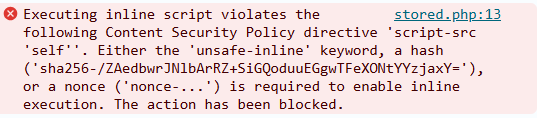 Executing inline script violates the stored.php:13
following Content Security Policy directive 'script-src
'self''. Either the 'unsafe-inline' keyword, a hash
('sha256-/ZAedbwrJNlbArRZ+SiGQoduuEGgwTFeXONtYYzjaxY='),
or a nonce ('nonce-...') is required to enable inline
execution. The action has been blocked.